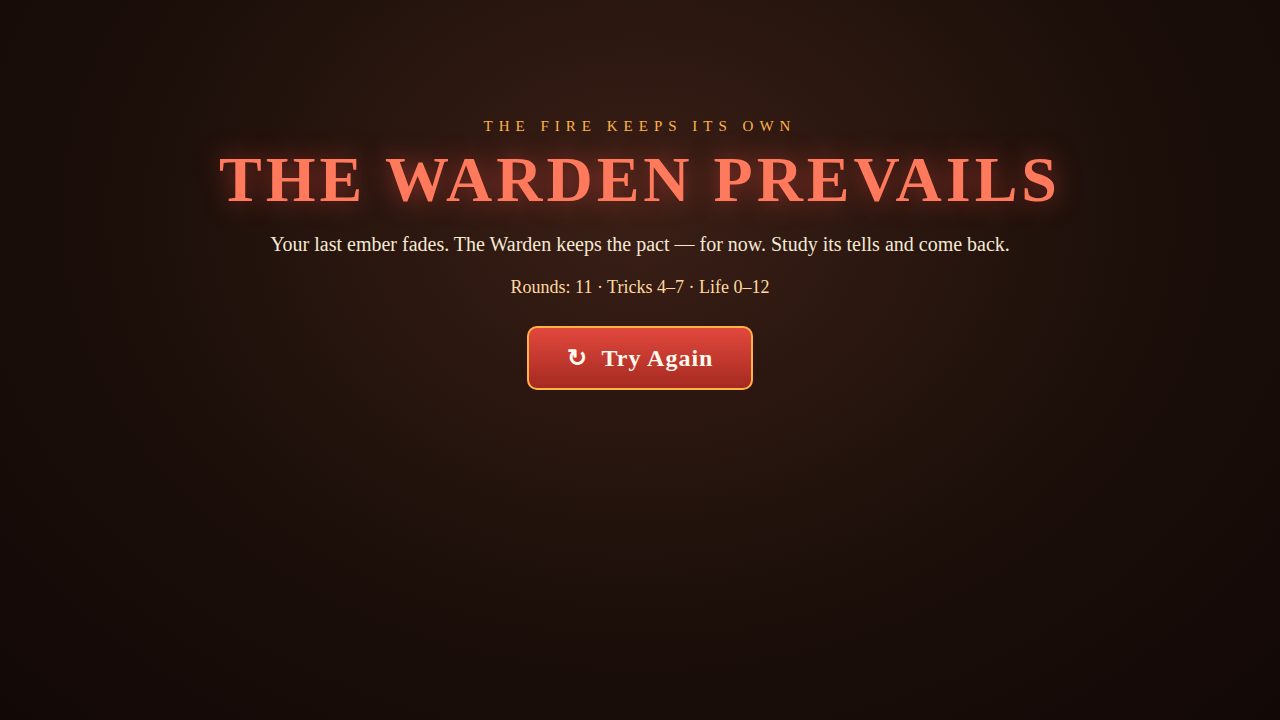 THE FIRE KEEPS ITS OWN
THE WARDEN PREVAILS
Your last ember fades. The Warden keeps the pact — for now. Study its tells and come back.
Rounds: 11 · Tricks 4–7 · Life 0–12
↻ Try Again